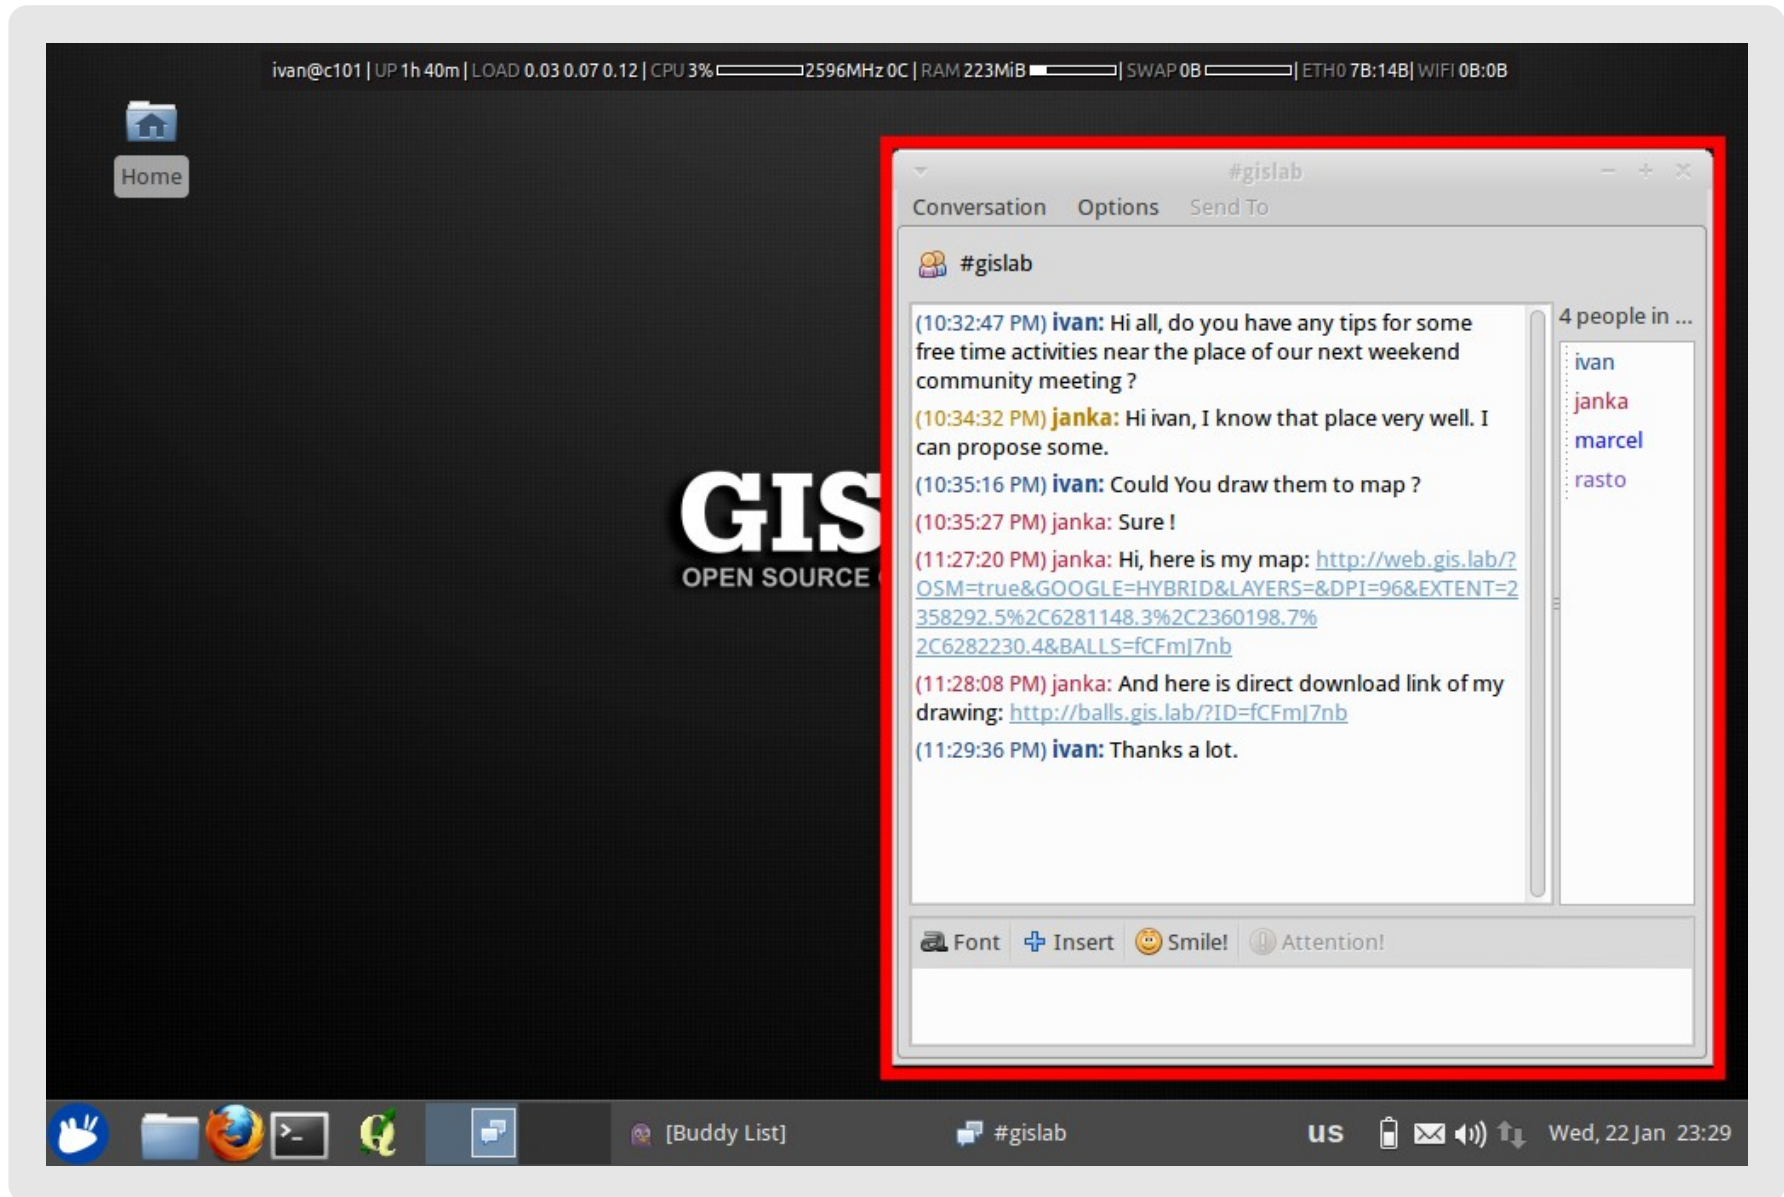 ivan@c101 | UP 1h 40m | LOAD 0.03 0.07 0.12 | CPU 3% 2596MHz 0C | RAM 223MiB | SWAP 0B | ETH0 7B:14B| WIFI 0B:0B
Home
#gislab
Conversation Options Send To
#gislab
(10:32:47 PM) ivan: Hi all, do you have any tips for some
free time activities near the place of our next weekend
community meeting ?
(10:34:32 PM) janka: Hi ivan, I know that place very well. I
can propose some.
(10:35:16 PM) ivan: Could You draw them to map ?
(10:35:27 PM) janka: Sure !
(11:27:20 PM) janka: Hi, here is my map: http://web.gis.lab/?
OSM=true&GOOGLE=HYBRID&LAYERS=&DPI=96&EXTENT=2
358292.5%2C6281148.3%2C2360198.7%
2C6282230.4&BALLS=fCFmJ7nb
(11:28:08 PM) janka: And here is direct download link of my
drawing: http://balls.gis.lab/?ID=fCFmJ7nb
(11:29:36 PM) ivan: Thanks a lot.
4 people in ...
ivan
janka
marcel
rasto
GIS
OPEN SOURCE
Font Insert Smile! Attention!
[Buddy List] #gislab US Wed, 22 Jan 23:29